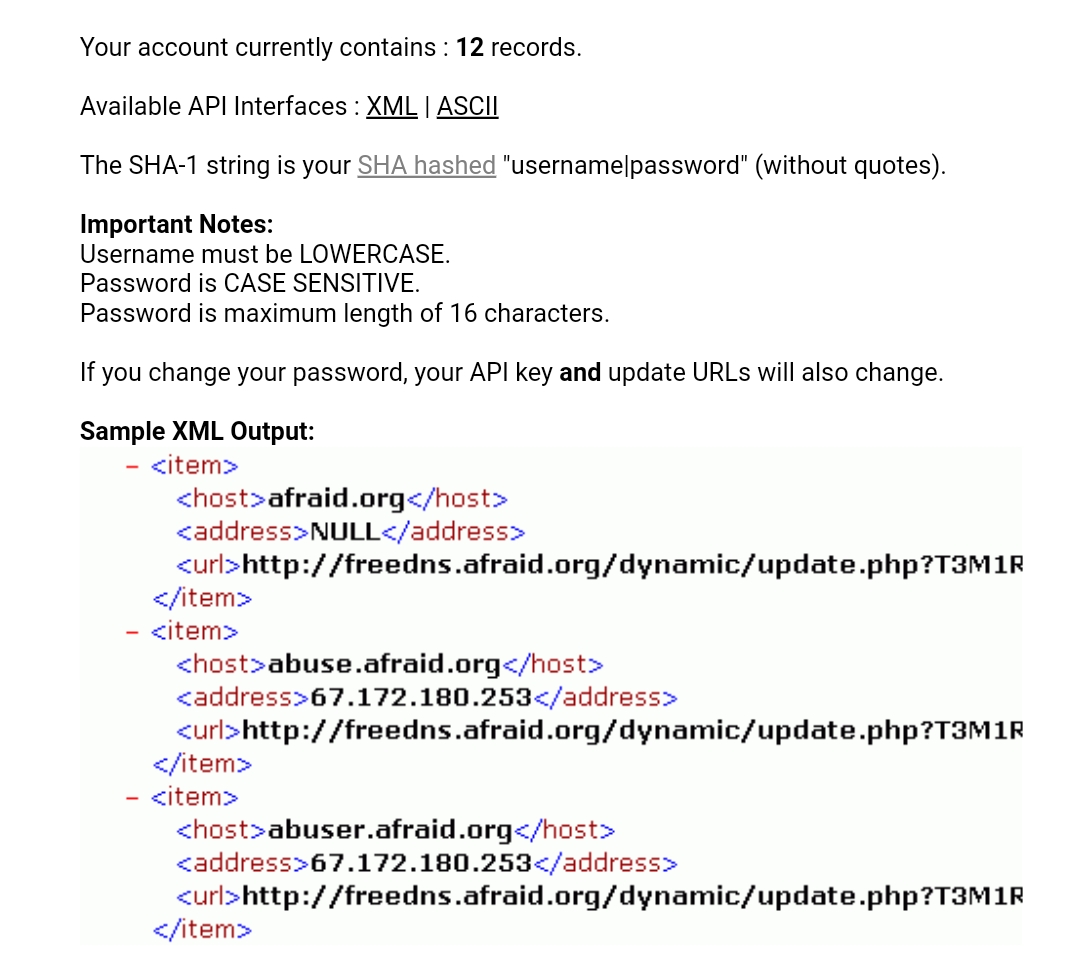 Your account currently contains : 12 records.
Available API Interfaces : XML | ASCII
The SHA-1 string is your SHA hashed "username|password" (without quotes).
Important Notes:
Username must be LOWERCASE.
Password is CASE SENSITIVE.
Password is maximum length of 16 characters.
If you change your password, your API key and update URLs will also change.
Sample XML Output:
– <item>
<host>afraid.org</host>
<address>NULL</address>
<url>http://freedns.afraid.org/dynamic/update.php?T3M1R
</item>
– <item>
<host>abuse.afraid.org</host>
<address>67.172.180.253</address>
<url>http://freedns.afraid.org/dynamic/update.php?T3M1R
</item>
– <item>
<host>abuser.afraid.org</host>
<address>67.172.180.253</address>
<url>http://freedns.afraid.org/dynamic/update.php?T3M1R
</item>